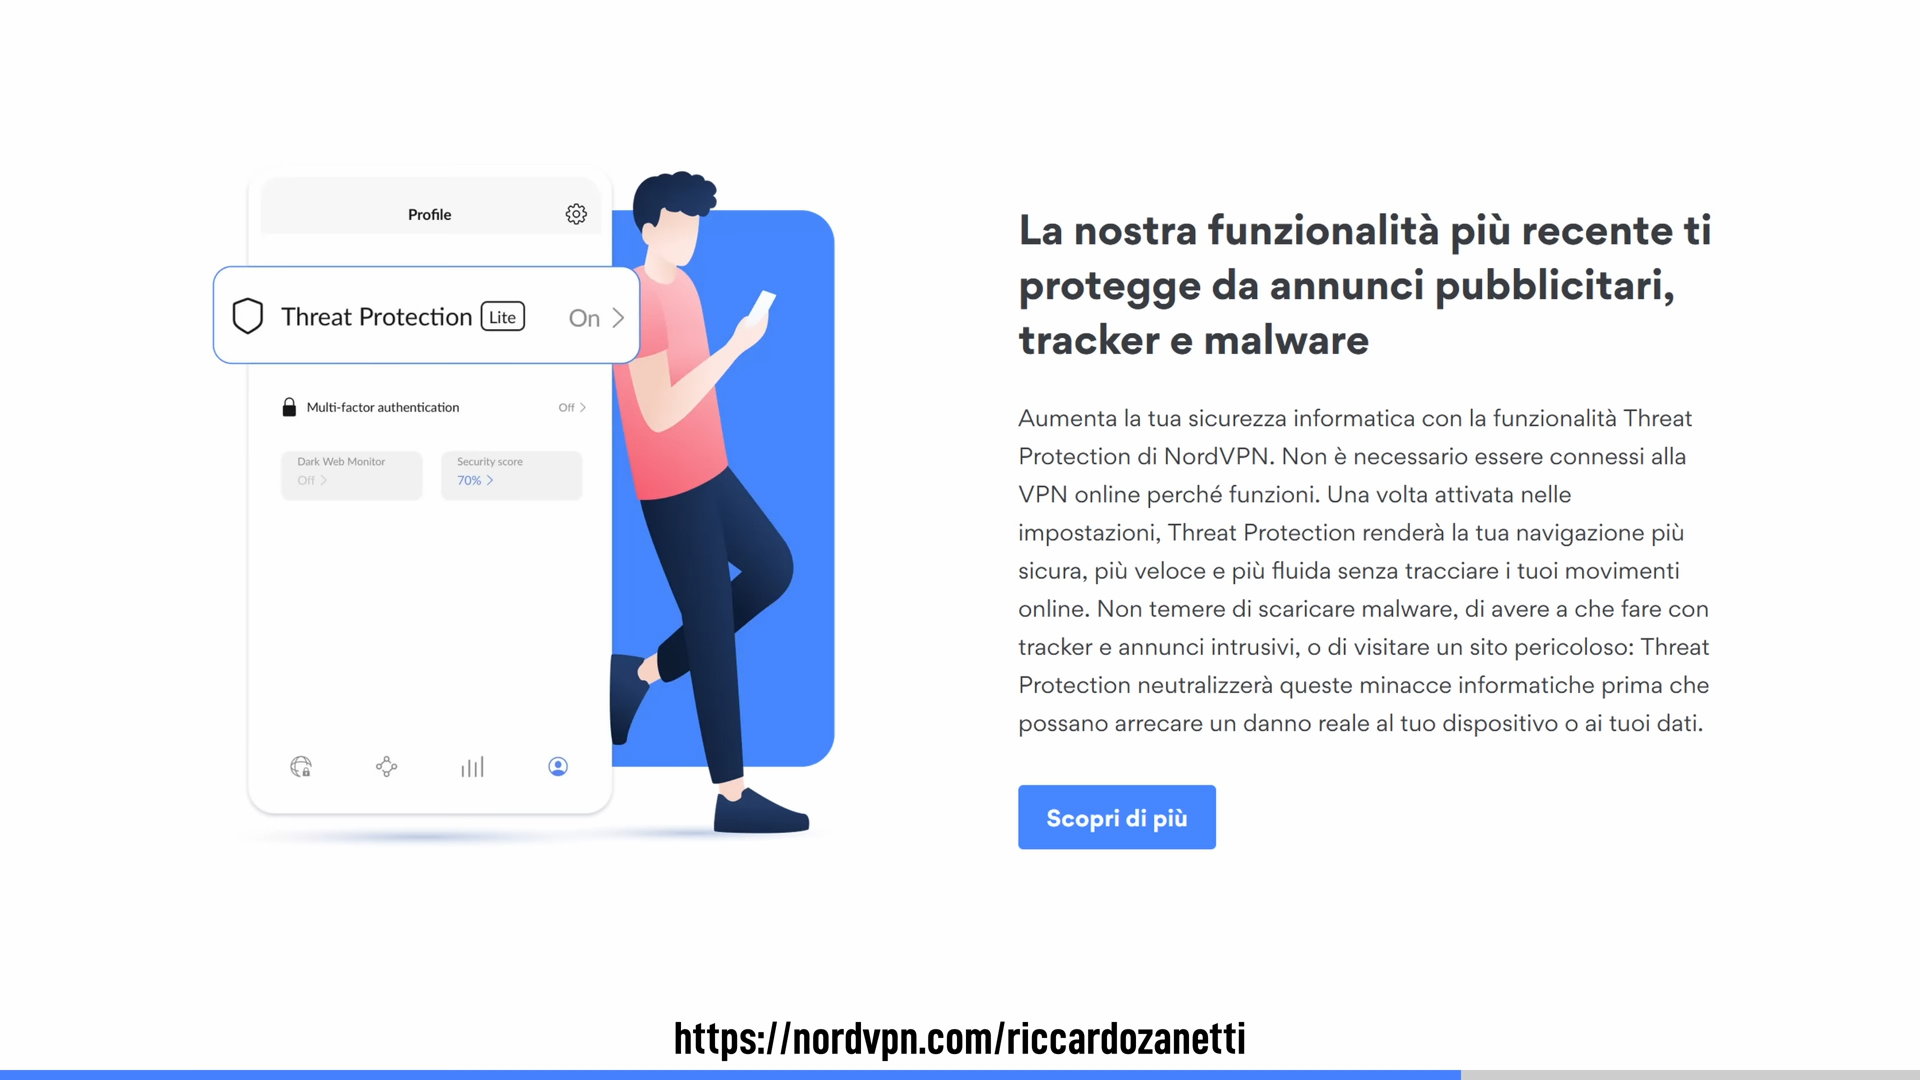 Profile
Threat Protection Lite On
Multi-factor authentication Off
Dark Web Monitor
Off
Security score
70%
La nostra funzionalità più recente ti
protegge da annunci pubblicitari,
tracker e malware
Aumenta la tua sicurezza informatica con la funzionalità Threat
Protection di NordVPN. Non è necessario essere connessi alla
VPN online perché funzioni. Una volta attivata nelle
impostazioni, Threat Protection renderà la tua navigazione più
sicura, più veloce e più fluida senza tracciare i tuoi movimenti
online. Non temere di scaricare malware, di avere a che fare con
tracker e annunci intrusivi, o di visitare un sito pericoloso: Threat
Protection neutralizzerà queste minacce informatiche prima che
possano arrecare un danno reale al tuo dispositivo o ai tuoi dati.
Scopri di più
https://nordvpn.com/riccardozanetti